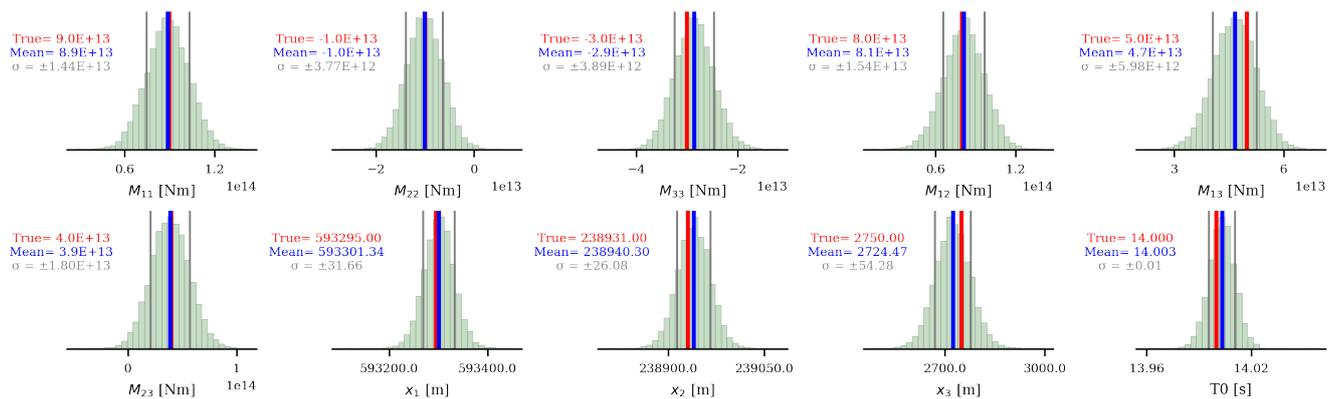 True= 9.0E+13
Mean= 8.9E+13
σ = ±1.44E+13
0.6 1.2
1e14
M11 [Nm]
True= -1.0E+13
Mean= -1.0E+13
σ = ±3.77E+12
−2 0
1e13
M22 [Nm]
True= -3.0E+13
Mean= -2.9E+13
σ = ±3.89E+12
−4 −2
1e13
M33 [Nm]
True= 8.0E+13
Mean= 8.1E+13
σ = ±1.54E+13
0.6 1.2
1e14
M12 [Nm]
True= 5.0E+13
Mean= 4.7E+13
σ = ±5.98E+12
3 6
1e13
M13 [Nm]
True= 4.0E+13
Mean= 3.9E+13
σ = ±1.80E+13
0 1
1e14
M23 [Nm]
True= 593295.00
Mean= 593301.34
σ = ±31.66
593200.0 593400.0
x1 [m]
True= 238931.00
Mean= 238940.30
σ = ±26.08
238900.0 239050.0
x2 [m]
True= 2750.00
Mean= 2724.47
σ = ±54.28
2700.0 3000.0
x3 [m]
True= 14.000
Mean= 14.003
σ = ±0.01
13.96 14.02
T0 [s]